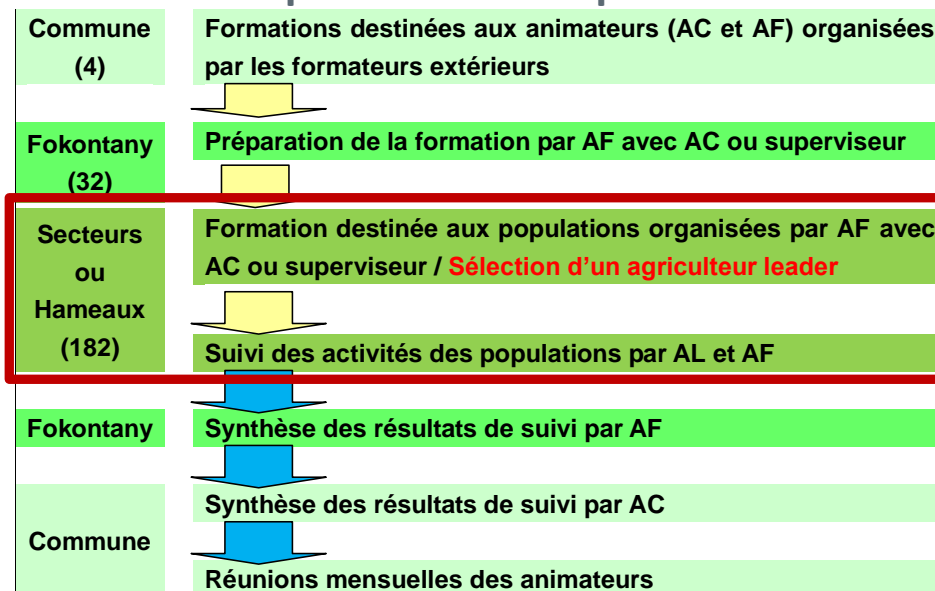 Commune
(4)
Formations destinées aux animateurs (AC et AF) organisées
par les formateurs extérieurs
Fokontany
(32)
Préparation de la formation par AF avec AC ou superviseur
Secteurs
ou
Hameaux
(182)
Formation destinée aux populations organisées par AF avec
AC ou superviseur / Sélection d'un agriculteur leader
Suivi des activités des populations par AL et AF
Fokontany
Synthèse des résultats de suivi par AF
Commune
Synthèse des résultats de suivi par AC
Réunions mensuelles des animateurs